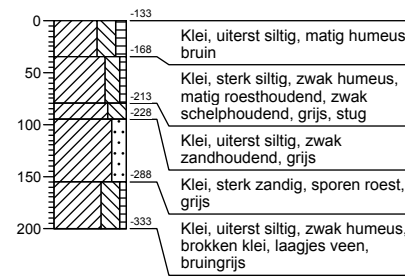 0
-133
Klei, uiterst siltig, matig humeus,
bruin
-168
50
Klei, sterk siltig, zwak humeus,
matig roesthoudend, zwak
schelphoudend, grijs, stug
-213
-228
100
Klei, uiterst siltig, zwak
zandhoudend, grijs
150
-288
Klei, sterk zandig, sporen roest,
grijs
200
-333
Klei, uiterst siltig, zwak humeus,
brokken klei, laagjes veen,
bruingrijs